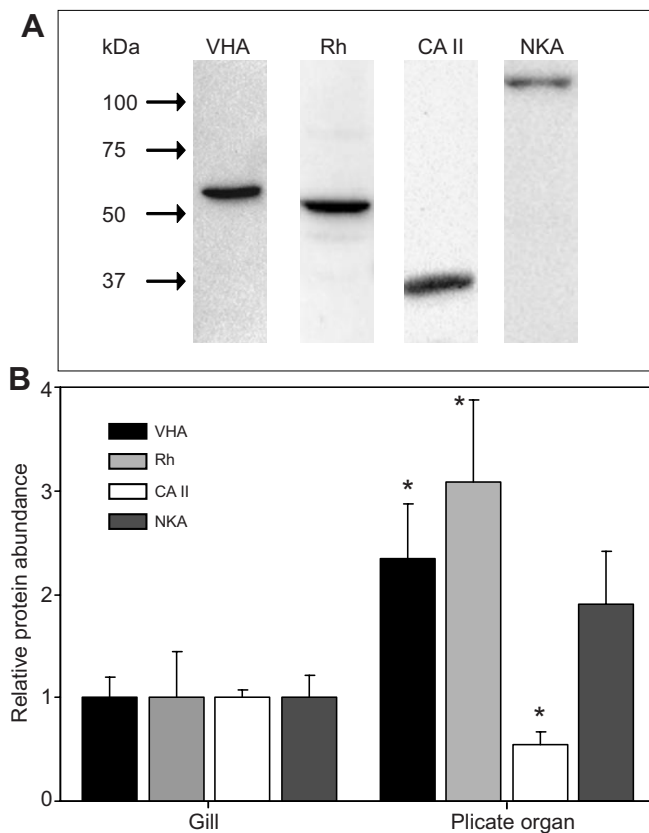 A
kDa VHA Rh CA II NKA
100
75
50
37
B
4
3
2
1
0
Relative protein abundance
VHA
Rh
CA II
NKA
*
*
*
Gill Plicate organ